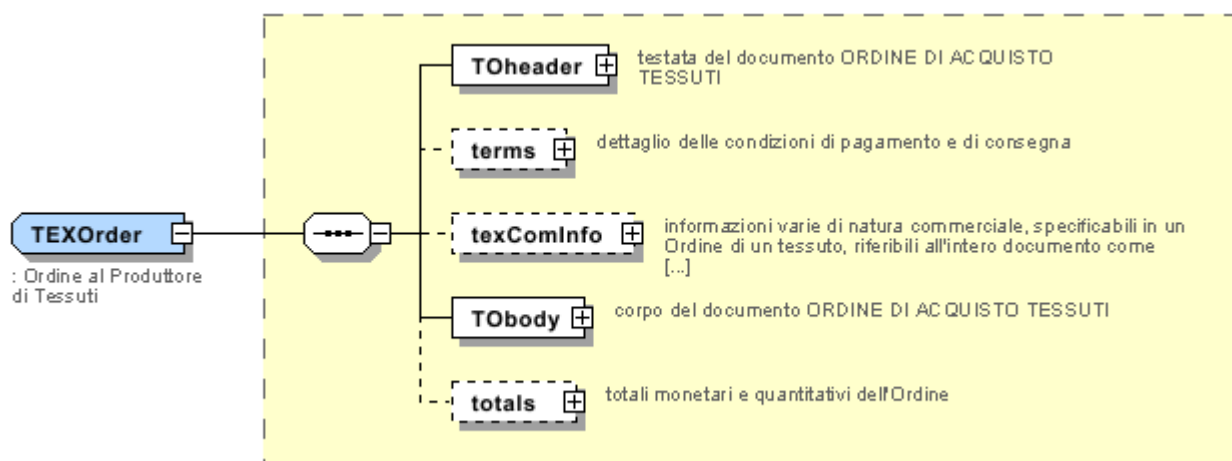 TOheader
testata del documento ORDINE DI ACQUISTO
TESSUTI
terms
dettaglio delle condizioni di pagamento e di consegna
TEXOrder
: Ordine al Produttore
di Tessuti
texComInfo
informazioni varie di natura commerciale, specificabili in un
Ordine di un tessuto, riferibili all'intero documento come
[...]
TObody
corpo del documento ORDINE DI ACQUISTO TESSUTI
totals
totali monetari e quantitativi dell'Ordine